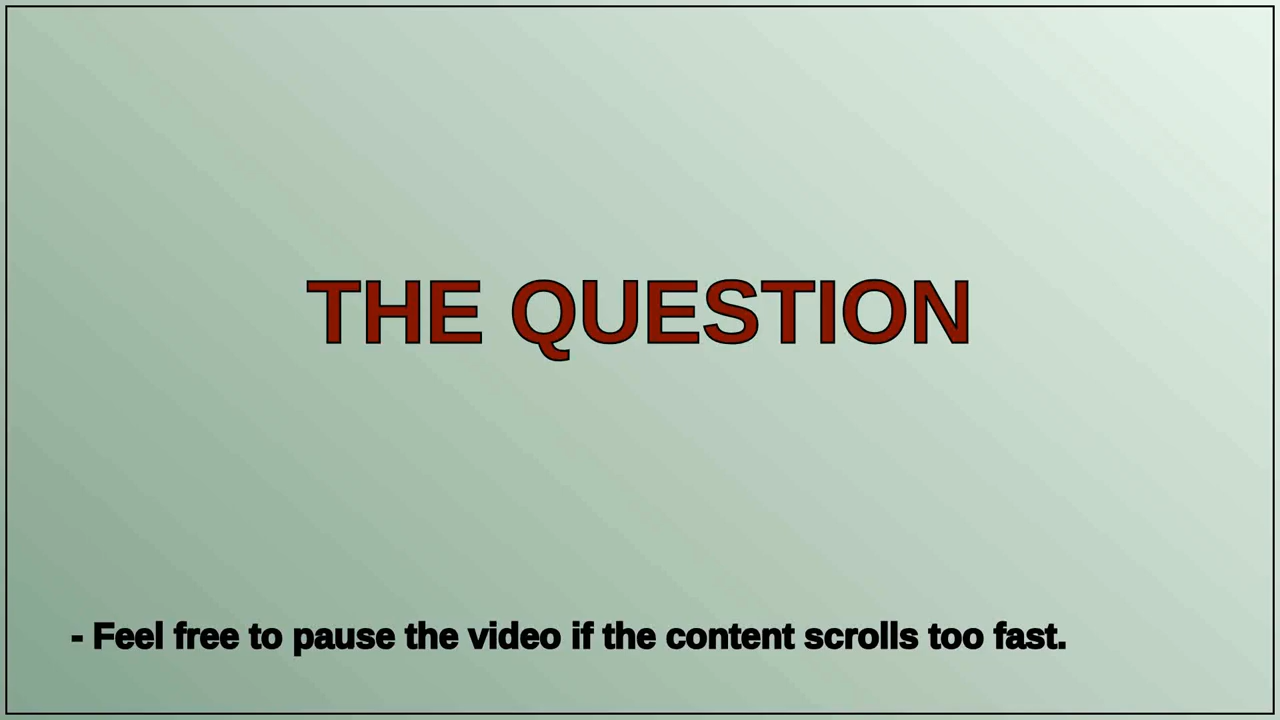 THE QUESTION
- Feel free to pause the video if the content scrolls too fast.